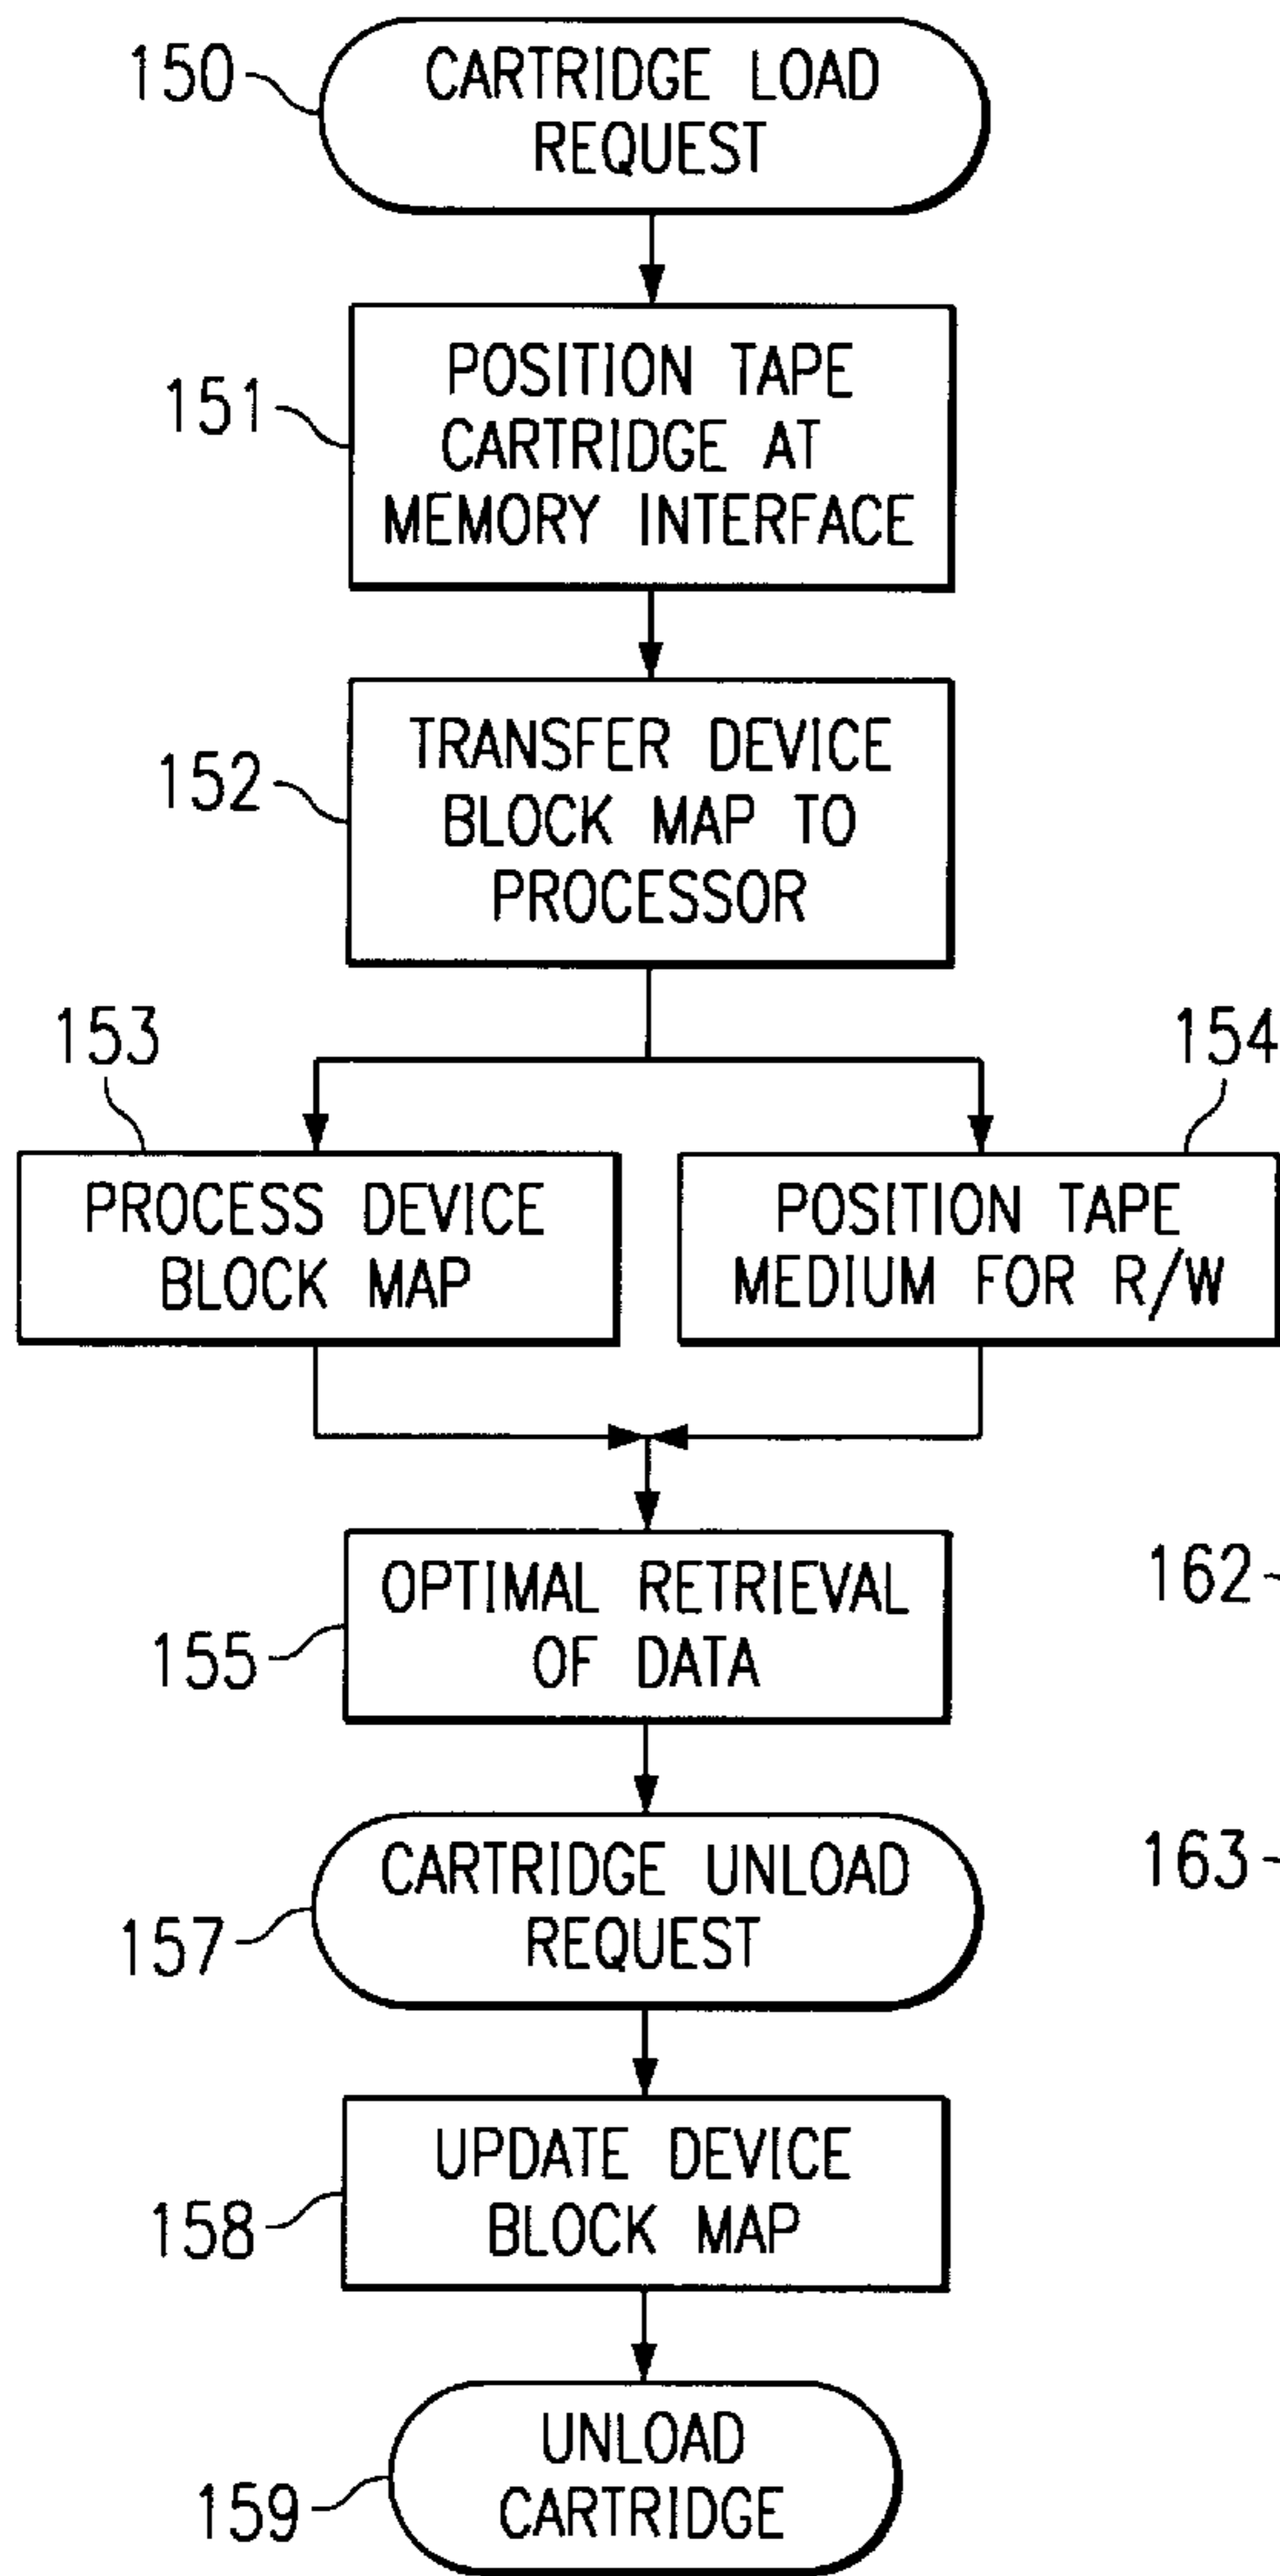 150
CARTRIDGE LOAD
REQUEST
151
POSITION TAPE
CARTRIDGE AT
MEMORY INTERFACE
152
TRANSFER DEVICE
BLOCK MAP TO
PROCESSOR
153
PROCESS DEVICE
BLOCK MAP
154
POSITION TAPE
MEDIUM FOR R/W
155
OPTIMAL RETRIEVAL
OF DATA
162
157
CARTRIDGE UNLOAD
REQUEST
163
158
UPDATE DEVICE
BLOCK MAP
159
UNLOAD
CARTRIDGE